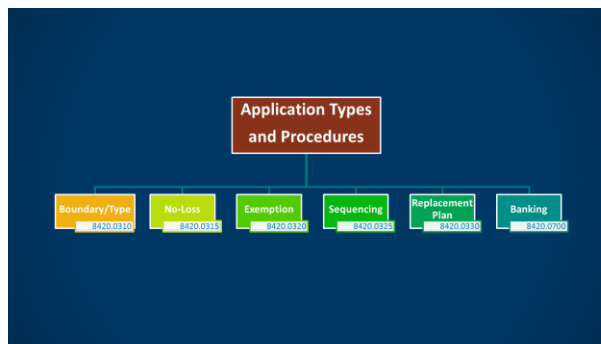 Application Types
and Procedures
Boundary/Type
8420.0310
No-Loss
8420.0315
Exemption
8420.0320
Sequencing
8420.0325
Replacement
Plan
8420.0330
Banking
8420.0700